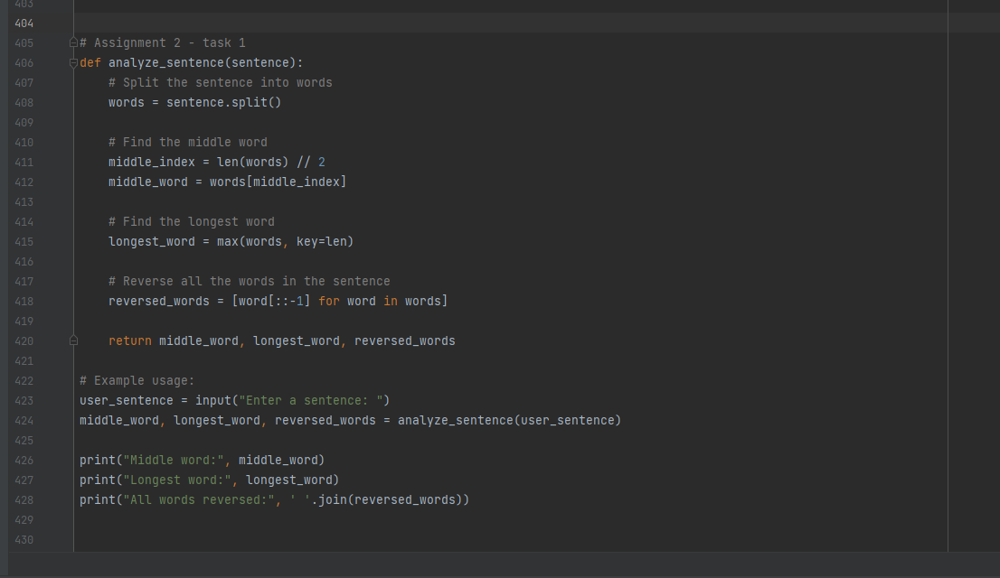 403
404
405 # Assignment 2 - task 1
406 def analyze_sentence(sentence):
407     # Split the sentence into words
408     words = sentence.split()
409
410     # Find the middle word
411     middle_index = len(words) // 2
412     middle_word = words[middle_index]
413
414     # Find the longest word
415     longest_word = max(words, key=len)
416
417     # Reverse all the words in the sentence
418     reversed_words = [word[::-1] for word in words]
419
420     return middle_word, longest_word, reversed_words
421
422 # Example usage:
423 user_sentence = input("Enter a sentence: ")
424 middle_word, longest_word, reversed_words = analyze_sentence(user_sentence)
425
426 print("Middle word:", middle_word)
427 print("Longest word:", longest_word)
428 print("All words reversed:", ' '.join(reversed_words))
429
430